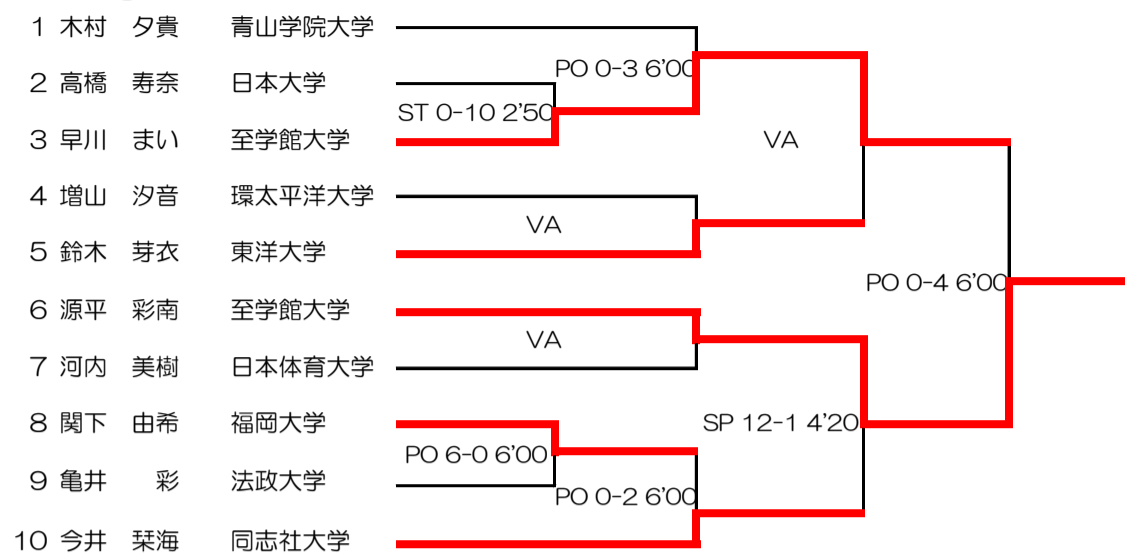 1 木村 夕貴 青山学院大学
PO 0-3 6'00
2 高橋 寿奈 日本大学
ST 0-10 2'50
3 早川 まい 至学館大学
VA
4 増山 汐音 環太平洋大学
VA
5 鈴木 芽衣 東洋大学
PO 0-4 6'00
6 源平 彩南 至学館大学
VA
7 河内 美樹 日本体育大学
8 関下 由希 福岡大学
SP 12-1 4'20
PO 6-0 6'00
9 亀井 彩 法政大学
PO 0-2 6'00
10 今井 栞海 同志社大学